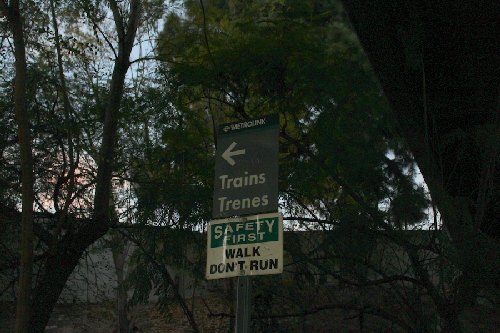 METROLINK
Trains
Trenes
SAFETY
FIRST
WALK
DON'T RUN